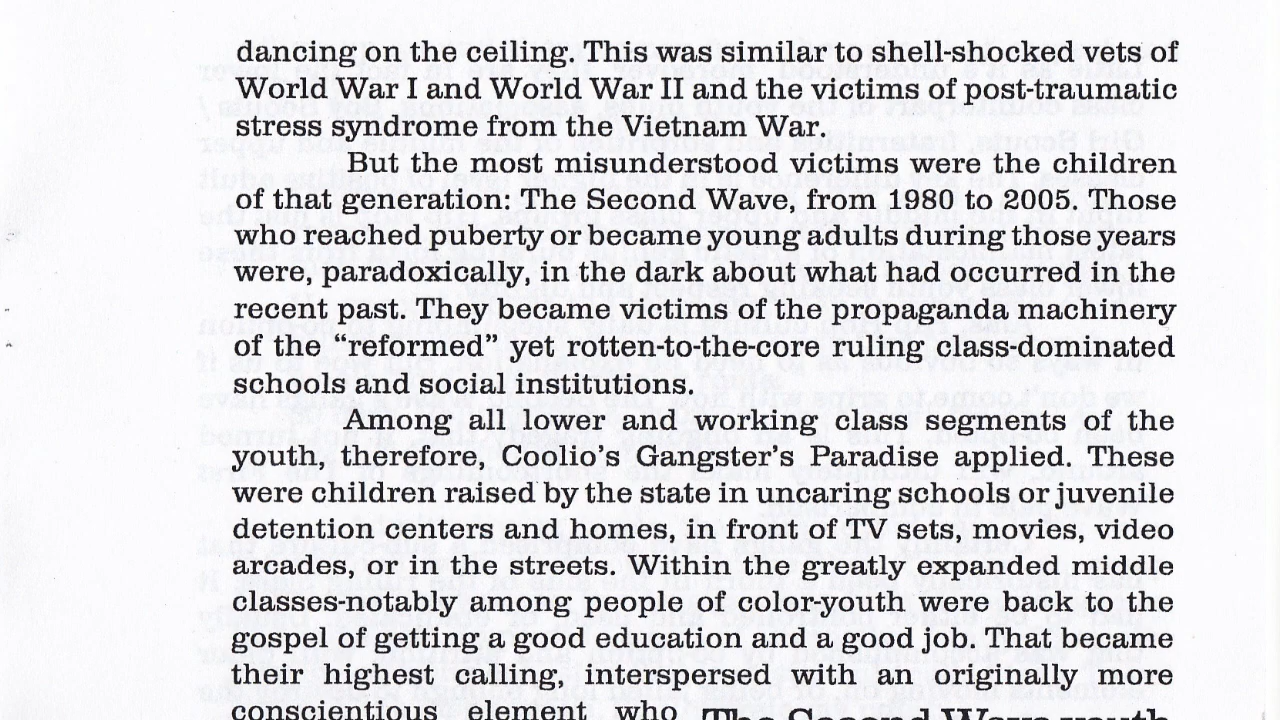 dancing on the ceiling. This was similar to shell-shocked vets of
World War I and World War II and the victims of post-traumatic
stress syndrome from the Vietnam War.
But the most misunderstood victims were the children
of that generation: The Second Wave, from 1980 to 2005. Those
who reached puberty or became young adults during those years
were, paradoxically, in the dark about what had occurred in the
recent past. They became victims of the propaganda machinery
of the “reformed” yet rotten-to-the-core ruling class-dominated
schools and social institutions.
Among all lower and working class segments of the
youth, therefore, Coolio’s Gangster’s Paradise applied. These
were children raised by the state in uncaring schools or juvenile
detention centers and homes, in front of TV sets, movies, video
arcades, or in the streets. Within the greatly expanded middle
classes-notably among people of color-youth were back to the
gospel of getting a good education and a good job. That became
their highest calling, interspersed with an originally more
conscientious element who
The Second Wave youth